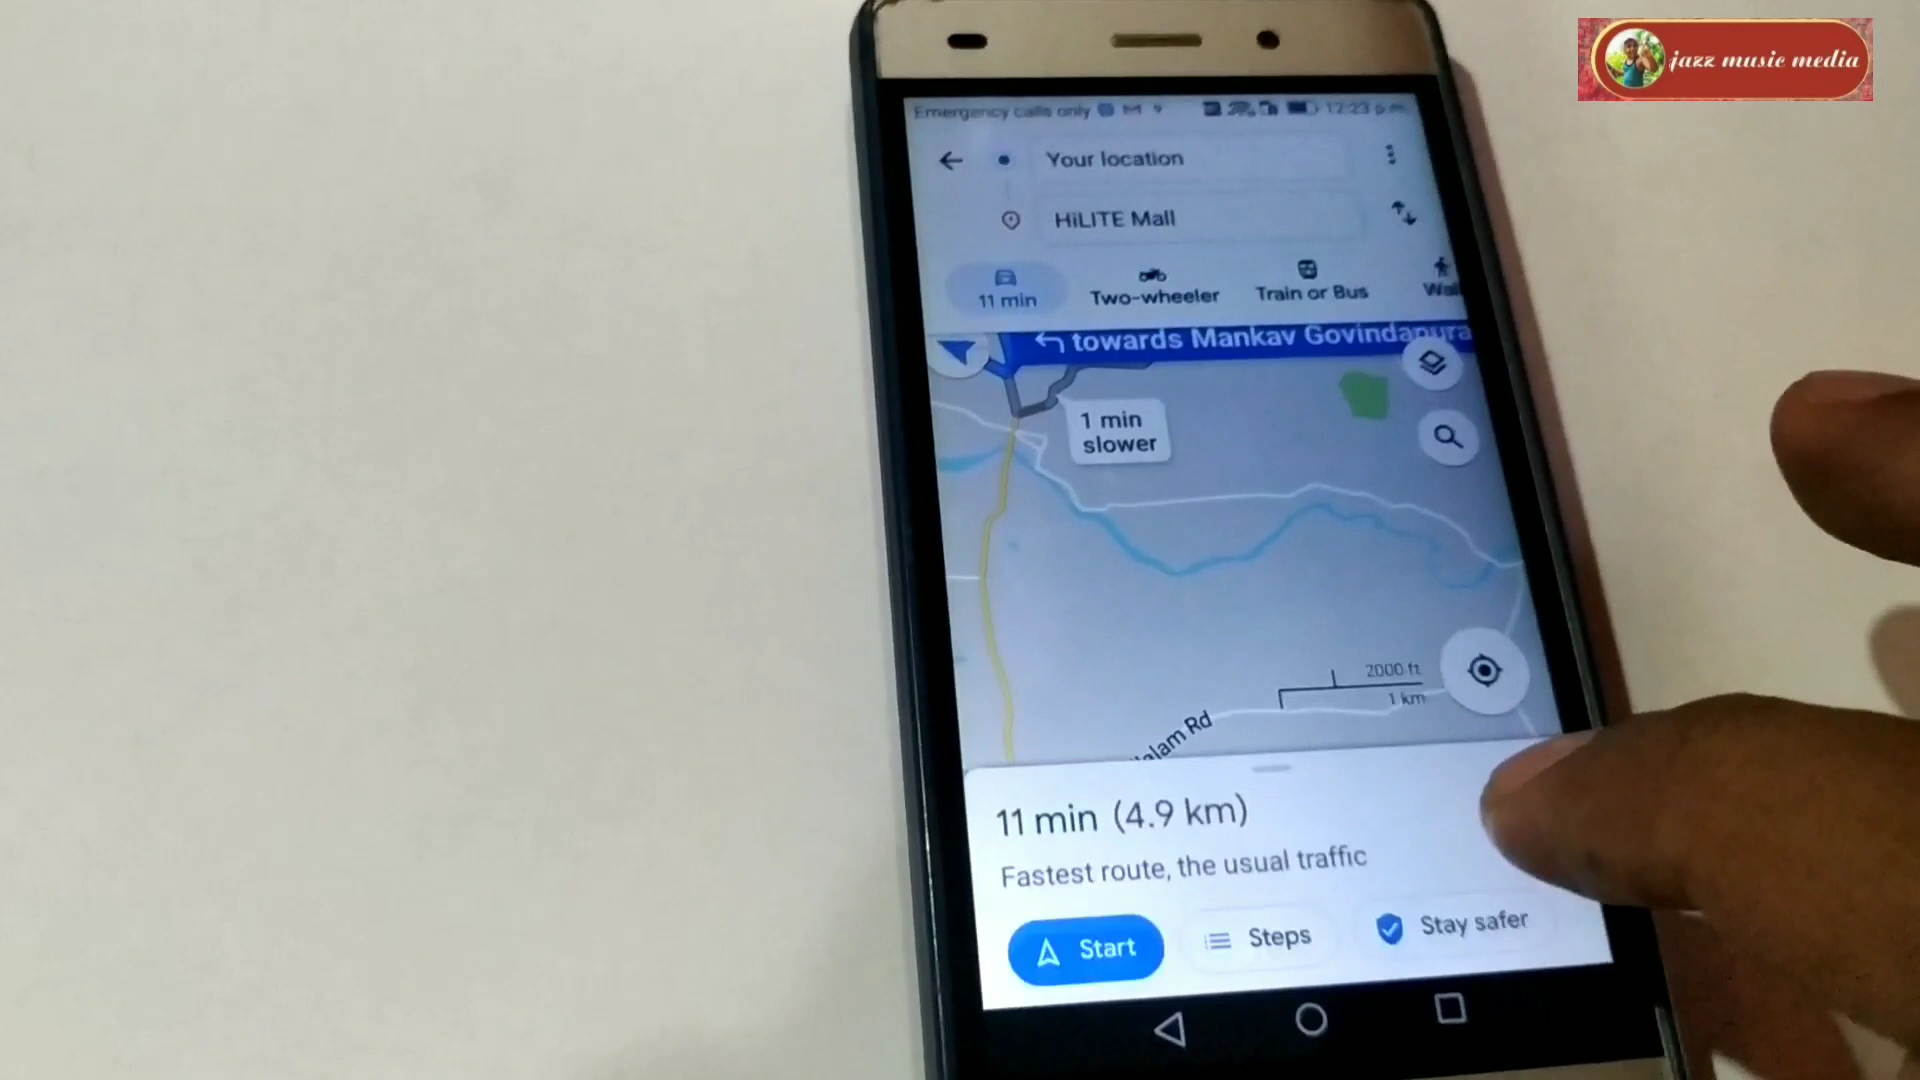 jazz music media
Emergency calls only 12:23 p.m.
Your location
HiLITE Mall
11 min
Two-wheeler
Train or Bus
towards Mankav Govindapura
1 min
slower
2000 ft
1 km
Rd
11 min (4.9 km)
Fastest route, the usual traffic
Start
Steps
Stay safer